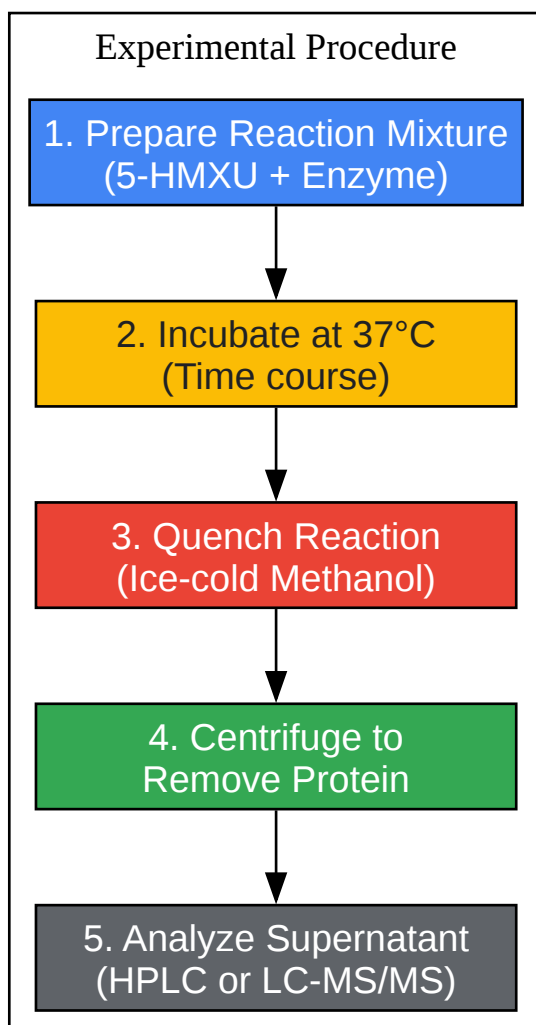 Experimental Procedure
1. Prepare Reaction Mixture
(5-HMXU + Enzyme)
2. Incubate at 37°C
(Time course)
3. Quench Reaction
(Ice-cold Methanol)
4. Centrifuge to
Remove Protein
5. Analyze Supernatant
(HPLC or LC-MS/MS)